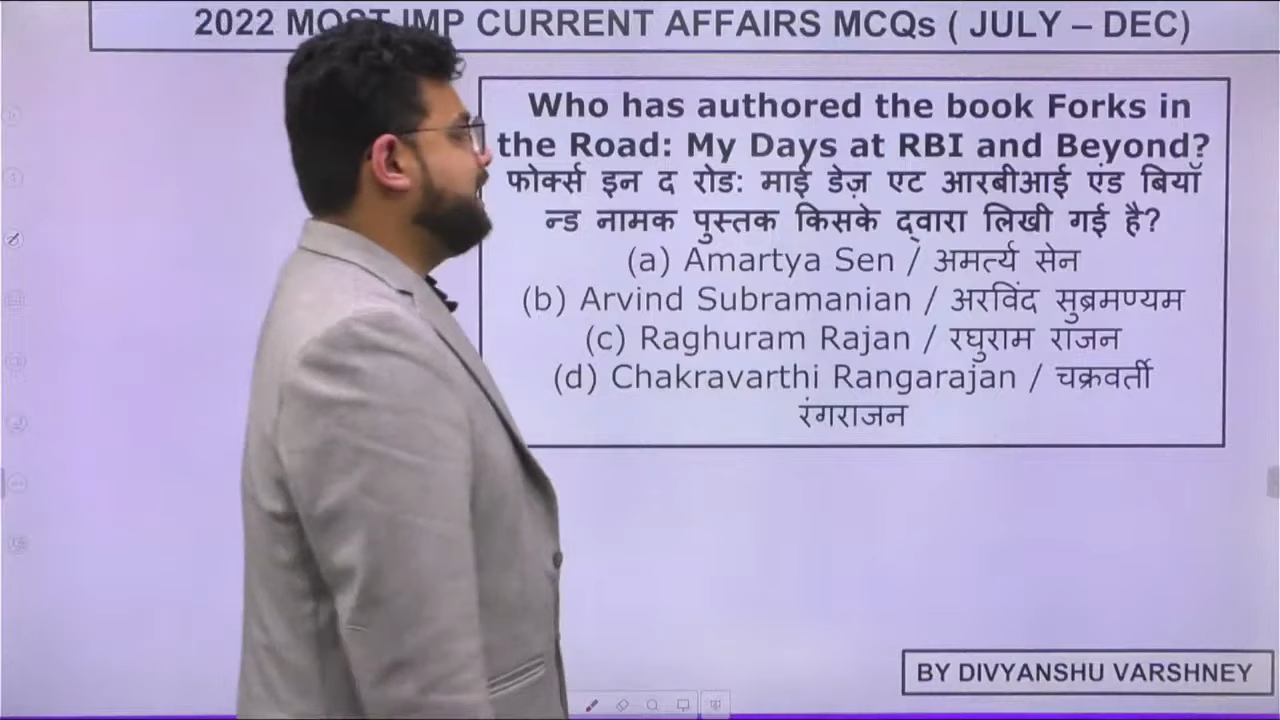 2022 MOST IMP CURRENT AFFAIRS MCQs ( JULY – DEC)
Who has authored the book Forks in
the Road: My Days at RBI and Beyond?
फोर्क्स इन द रोड: माई डेज़ एट आरबीआई एंड बियॉ
न्ड नामक पुस्तक किसके द्वारा लिखी गई है?
(a) Amartya Sen / अमर्त्य सेन
(b) Arvind Subramanian / अरविंद सुब्रमण्यम
(c) Raghuram Rajan / रघुराम राजन
(d) Chakravarthi Rangarajan / चक्रवर्ती
रंगराजन
BY DIVYANSHU VARSHNEY